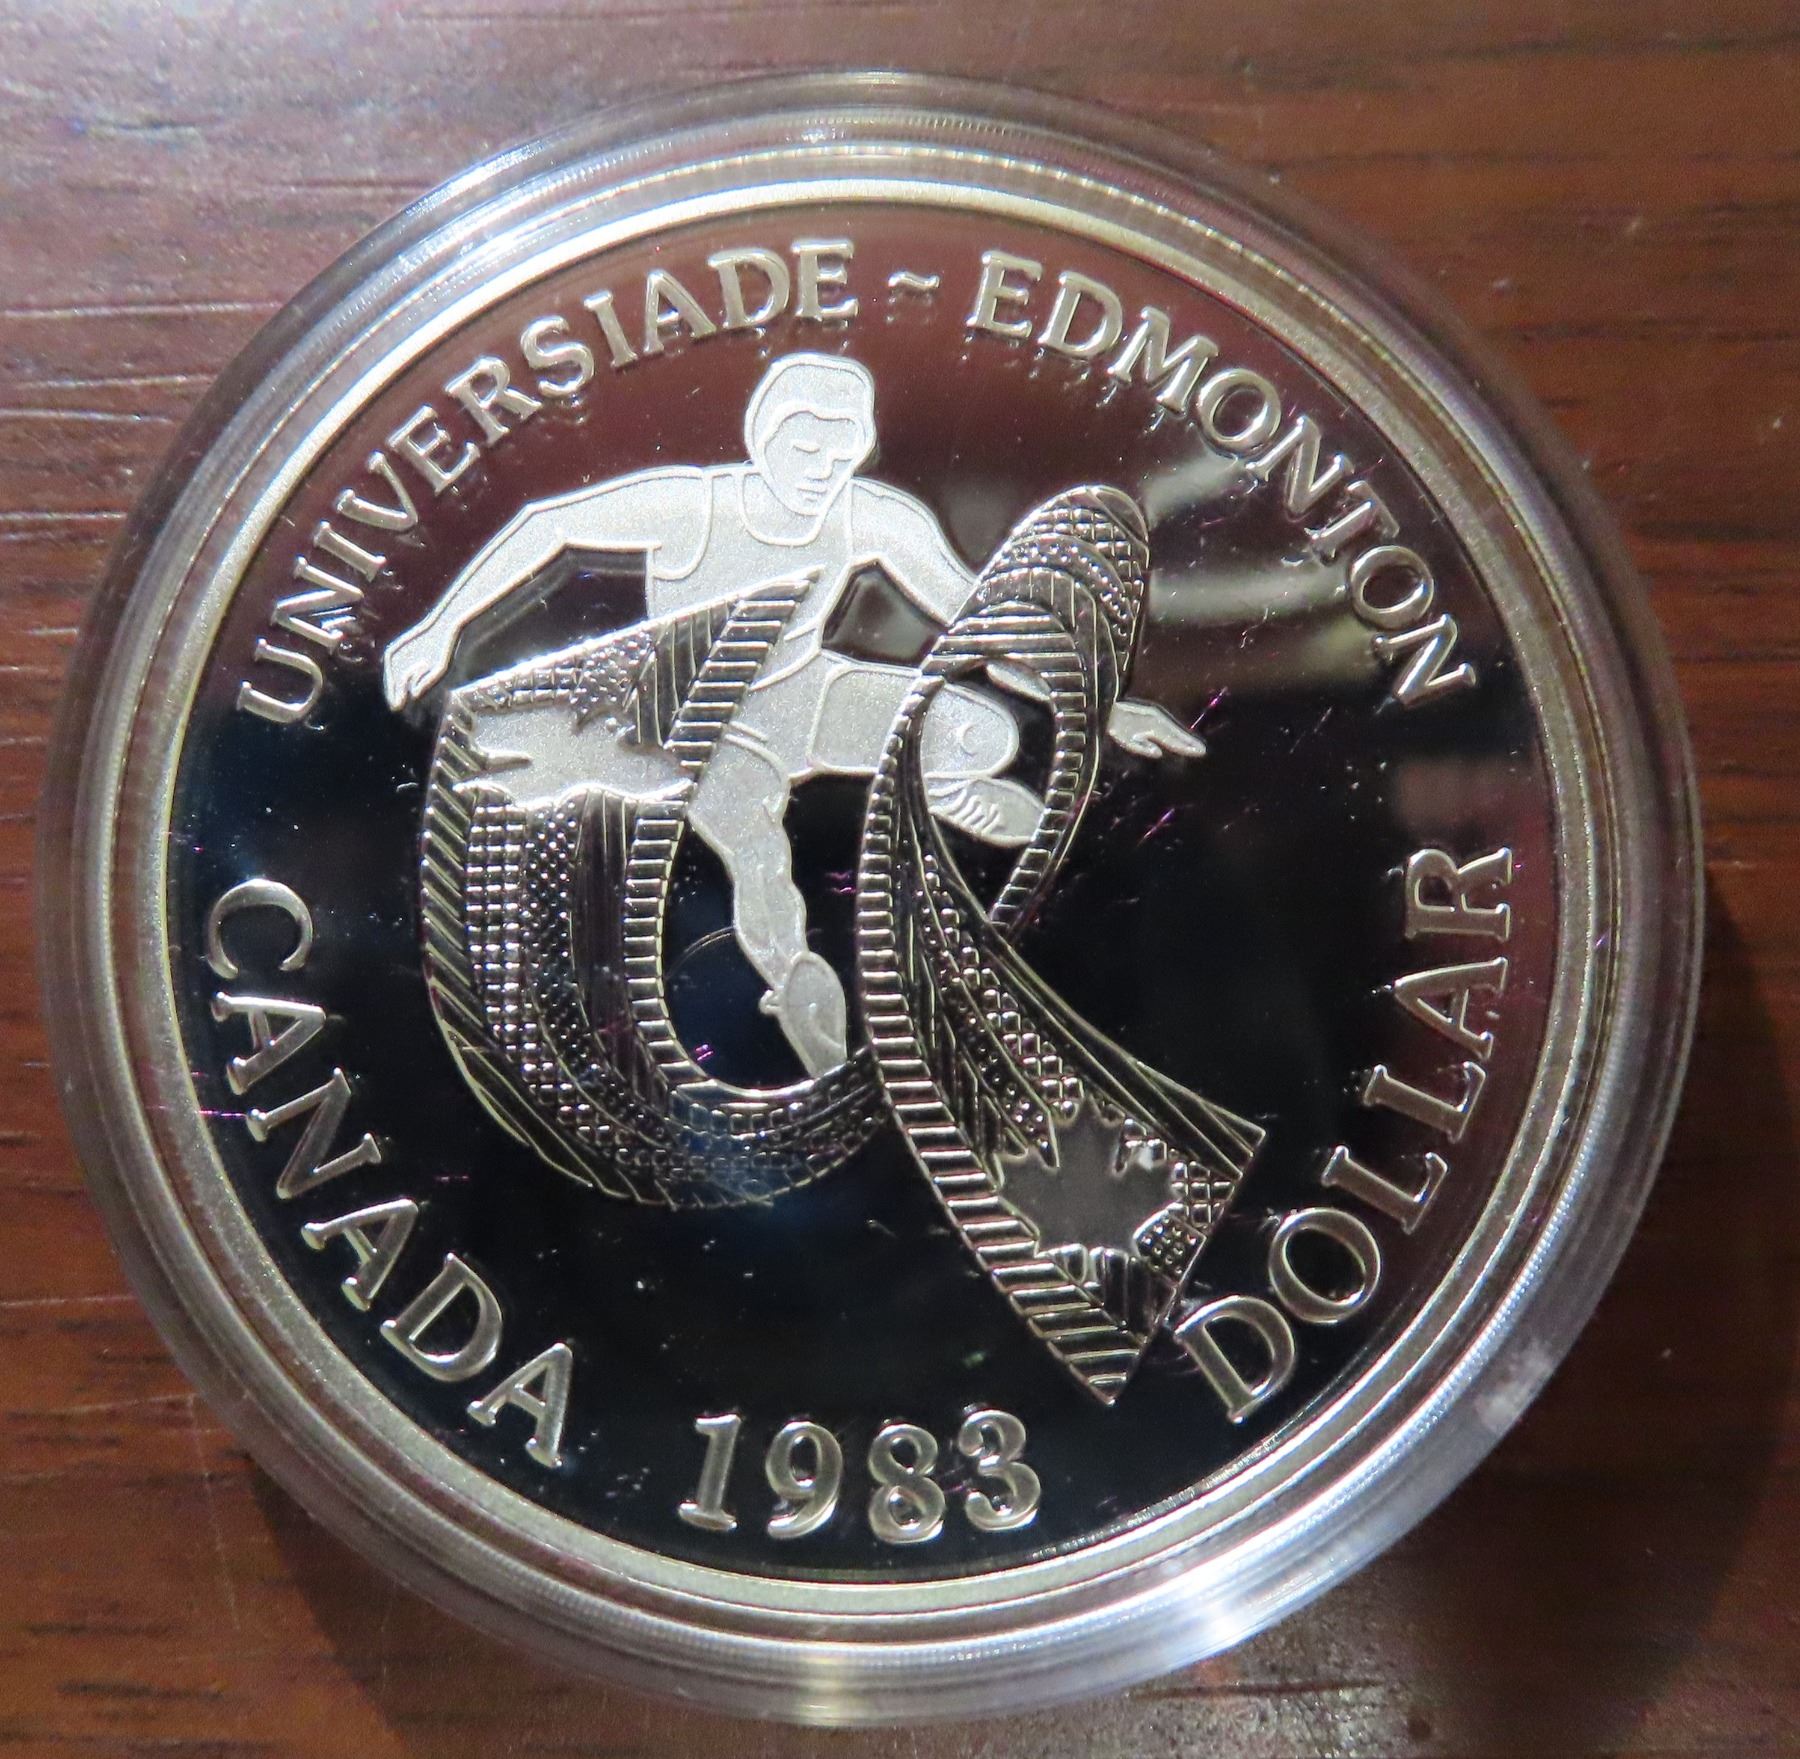 UNIVERSIADE ~ EDMONTON
CANADA 1983 DOLLAR